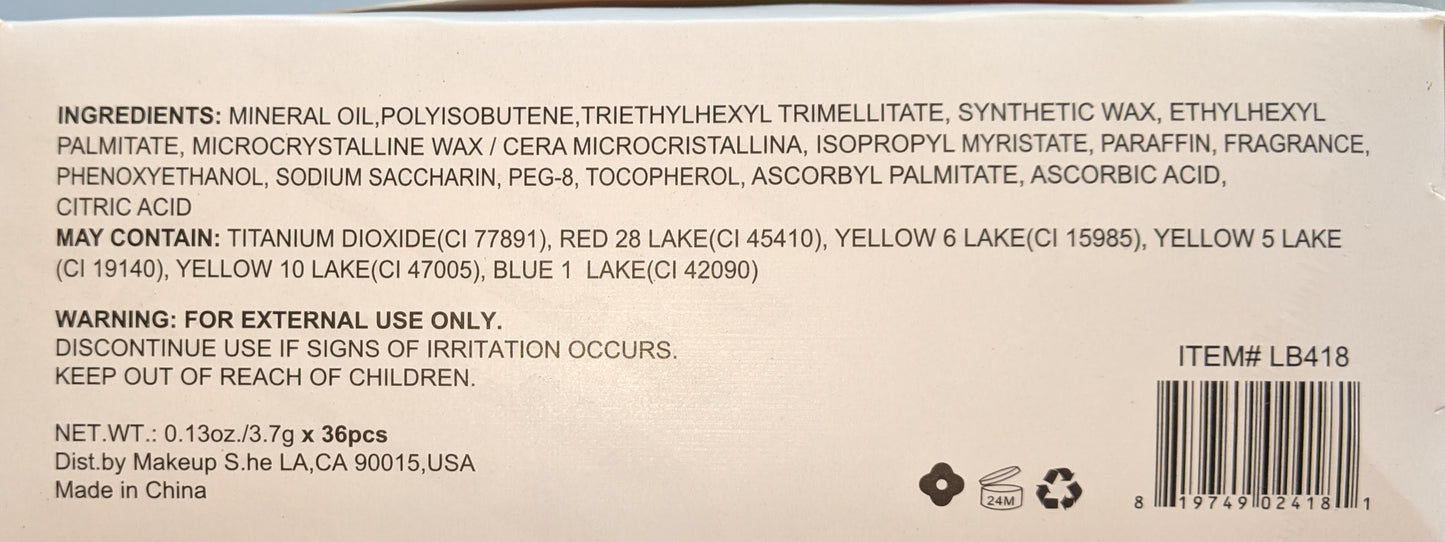 INGREDIENTS: MINERAL OIL,POLYISOBUTENE,TRIETHYLHEXYL TRIMELLITATE, SYNTHETIC WAX, ETHYLHEXYL
PALMITATE, MICROCRYSTALLINE WAX / CERA MICROCRISTALLINA, ISOPROPYL MYRISTATE, PARAFFIN, FRAGRANCE,
PHENOXYETHANOL, SODIUM SACCHARIN, PEG-8, TOCOPHEROL, ASCORBYL PALMITATE, ASCORBIC ACID,
CITRIC ACID
MAY CONTAIN: TITANIUM DIOXIDE(CI 77891), RED 28 LAKE(CI 45410), YELLOW 6 LAKE(CI 15985), YELLOW 5 LAKE
(CI 19140), YELLOW 10 LAKE(CI 47005), BLUE 1 LAKE(CI 42090)
WARNING: FOR EXTERNAL USE ONLY.
DISCONTINUE USE IF SIGNS OF IRRITATION OCCURS.
KEEP OUT OF REACH OF CHILDREN.
NET.WT.: 0.13oz./3.7g x 36pcs
Dist.by Makeup S.he LA,CA 90015,USA
Made in China
24M
ITEM# LB418
8 19749 02418 1